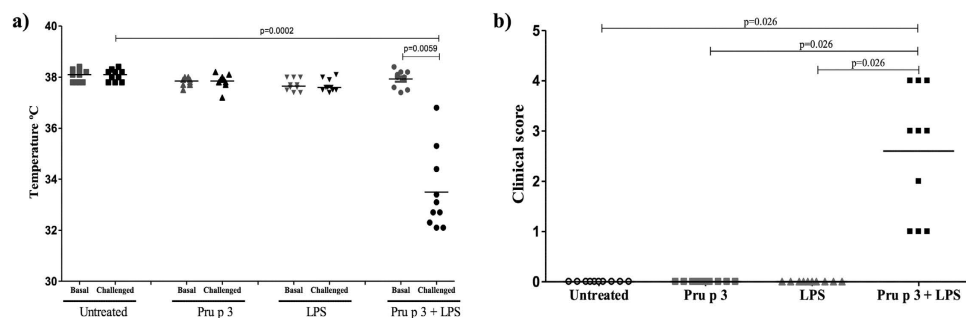 a)
p=0.0002
p=0.0059
Temperature ºC
40
38
36
34
32
30
Basal Challenged Basal Challenged Basal Challenged Basal Challenged
Untreated Pru p 3 LPS Pru p 3 + LPS
b)
p=0.026
p=0.026
p=0.026
Clinical score
5
4
3
2
1
0
Untreated Pru p 3 LPS Pru p 3 + LPS